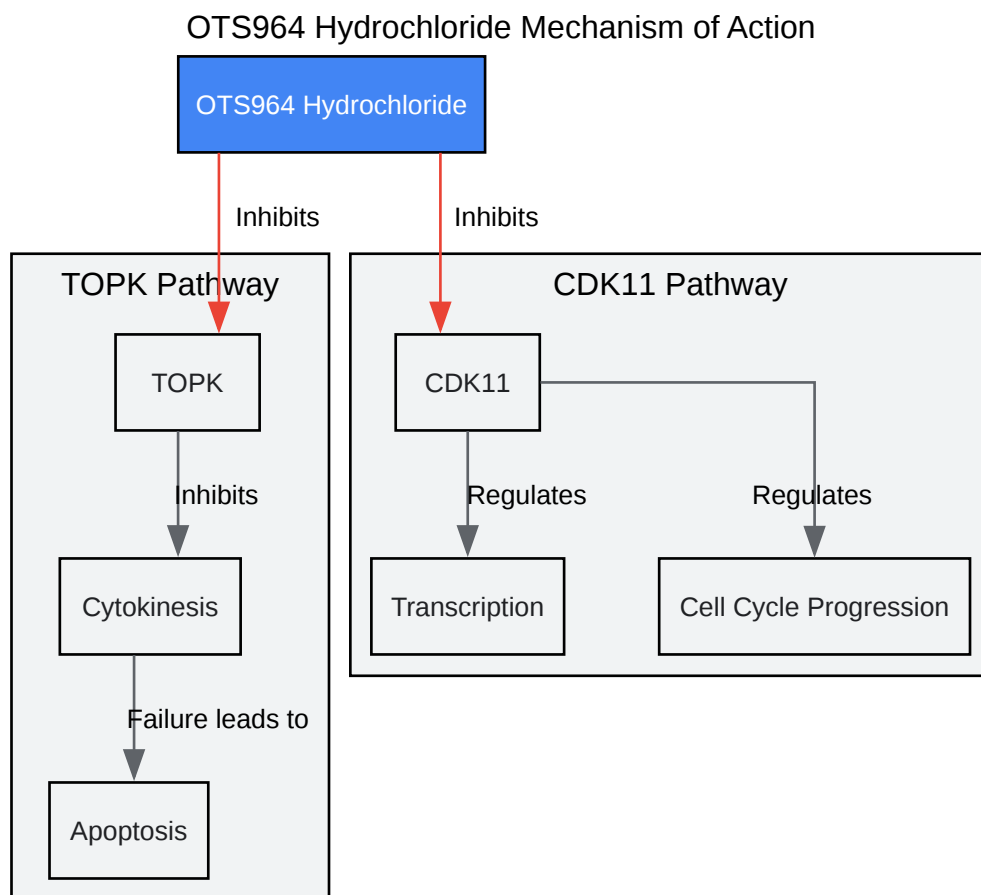 OTS964 Hydrochloride Mechanism of Action
OTS964 Hydrochloride
Inhibits
Inhibits
TOPK Pathway
CDK11 Pathway
TOPK
CDK11
Inhibits
Regulates
Regulates
Cytokinesis
Transcription
Cell Cycle Progression
Failure leads to
Apoptosis